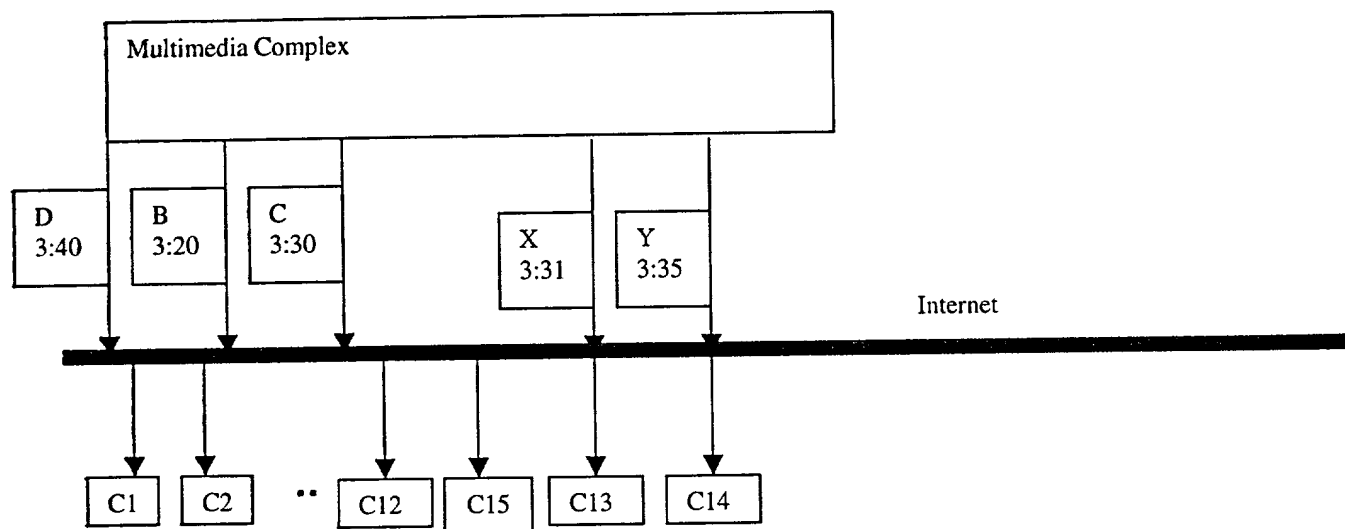 Multimedia Complex
D
3:40
B
3:20
C
3:30
X
3:31
Y
3:35
Internet
C1
C2
..
C12
C15
C13
C14